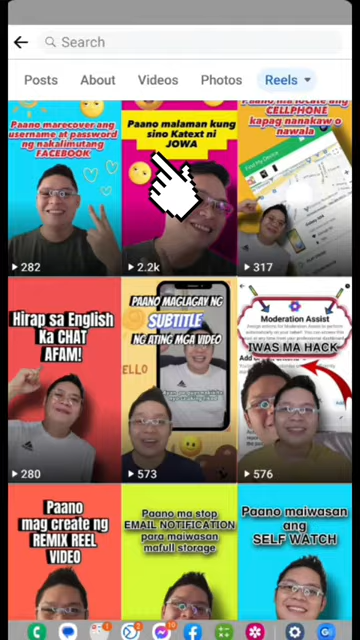 Search
Posts
About
Videos
Photos
Reels
Paano marecover ang
username at password
ng nakalimutang
FACEBOOK
282
Paano malaman kung
sino Katext ni
JOWA
2.2k
Paano ma locate ang
CELLPHONE
kapag nanakaw o
nawala
Find My Device
317
Hirap sa English
Ka CHAT
AFAM!
280
PAANO MAGLAGAY NG
SUBTITLE
NG ATING MGA VIDEO
573
Moderation Assist
IWAS MA HACK
576
Paano
mag create ng
REMIX REEL
VIDEO
Paano ma stop
EMAIL NOTIFICATION
para maiwasan
mafull storage
Paano maiwasan
ang
SELF WATCH